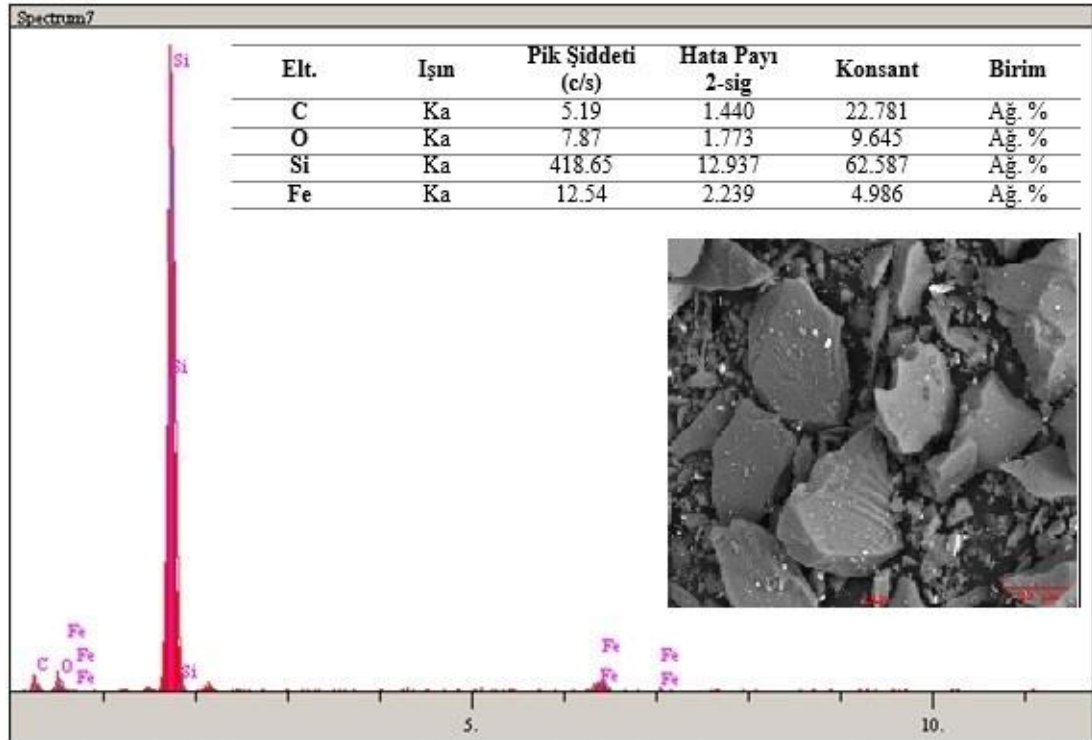 Spectrum7
Elt. Işın Pik Şiddeti (c/s) Hata Payı 2-sig Konsant Birim
C Ka 5.19 1.440 22.781 Ağ. %
O Ka 7.87 1.773 9.645 Ağ. %
Si Ka 418.65 12.937 62.587 Ağ. %
Fe Ka 12.54 2.239 4.986 Ağ. %
Si
Si
Fe
Fe
Fe
C O
Si
Fe
Fe
Fe
Fe
5. 10.